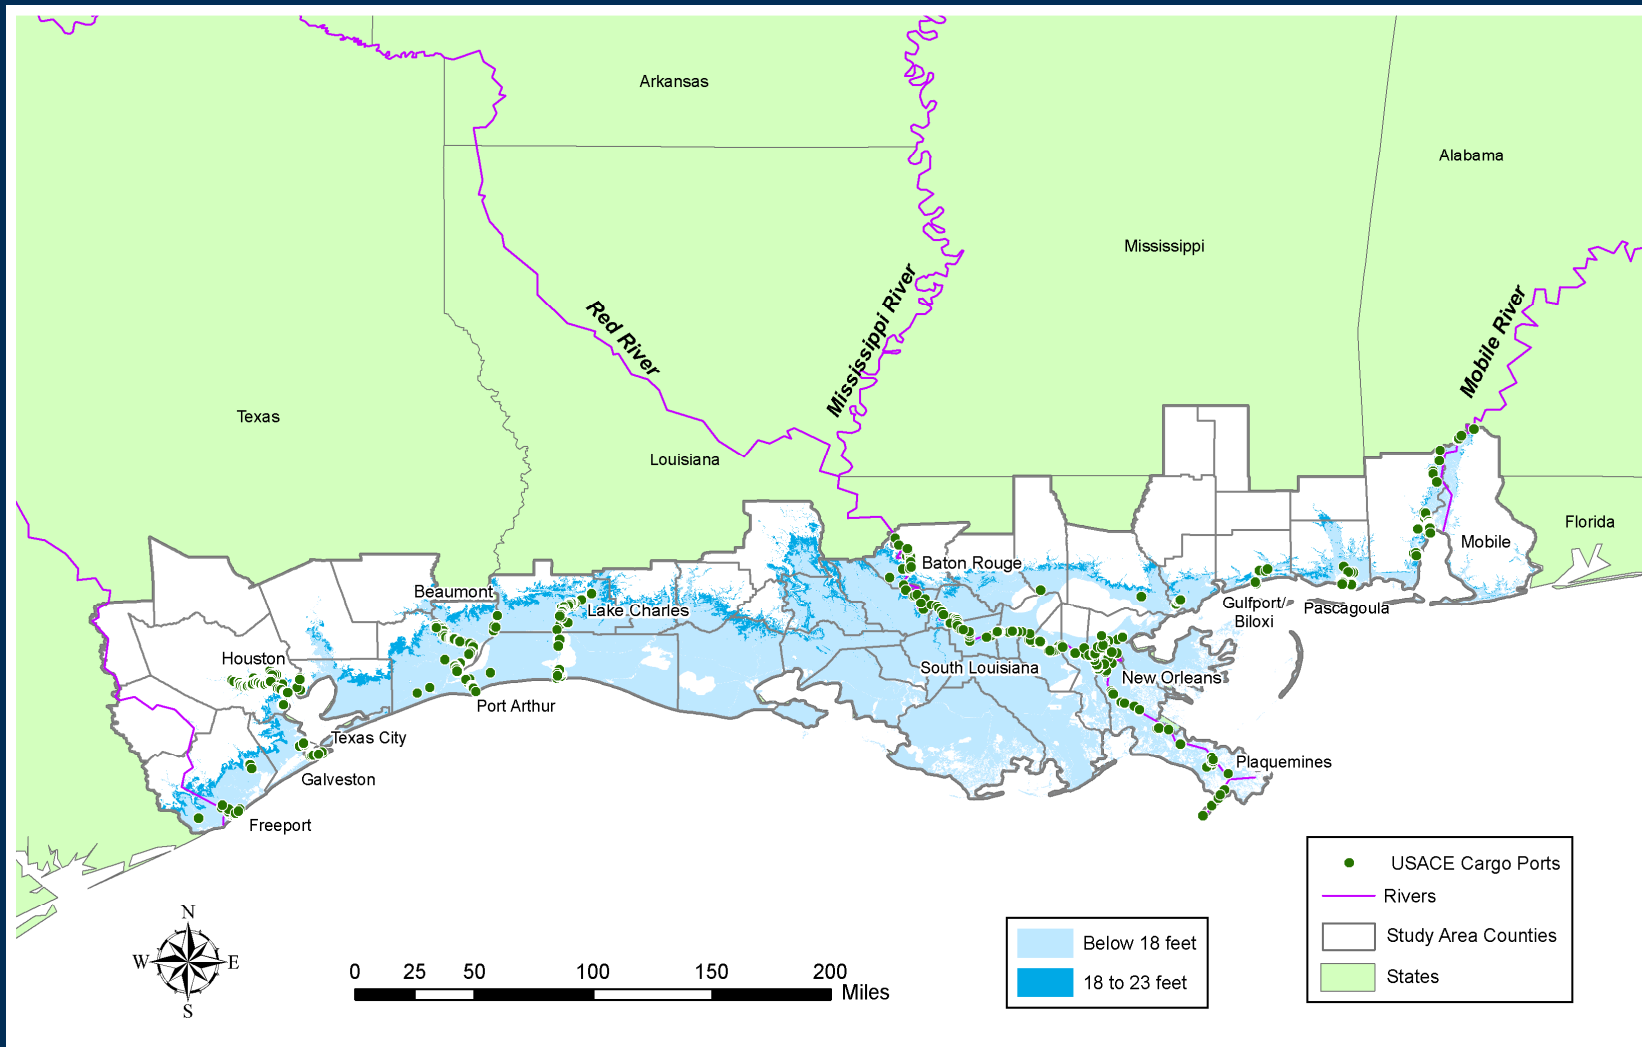 Arkansas
Alabama
Mississippi
Red River
Mississippi River
Mobile River
Texas
Louisiana
Florida
Mobile
Baton Rouge
Beaumont
Lake Charles
Gulfport/
Biloxi
Pascagoula
Houston
South Louisiana
New Orleans
Port Arthur
Texas City
Galveston
Plaquemines
Freeport
N
W
E
S
0 25 50 100 150 200
Miles
Below 18 feet
18 to 23 feet
USACE Cargo Ports
Rivers
Study Area Counties
States